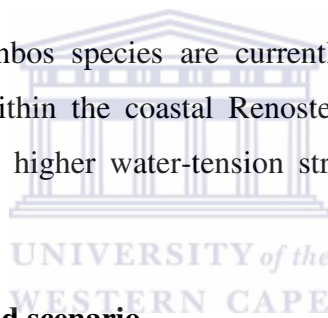 nbos species are currentl
ithin the coastal Renoste
higher water-tension str
UNIVERSITY of the
WESTERN CAPE
d scenario